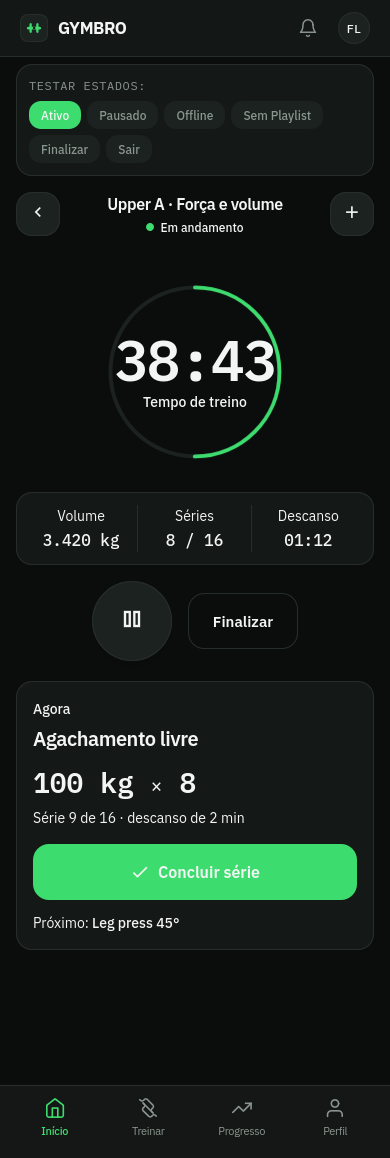 GYMBRO
FL
TESTAR ESTADOS:
Ativo Pausado Offline Sem Playlist
Finalizar Sair
Upper A · Força e volume
Em andamento
38:43
Tempo de treino
Volume Séries Descanso
3.420 kg 8 / 16 01:12
Finalizar
Agora
Agachamento livre
100 kg × 8
Série 9 de 16 · descanso de 2 min
Concluir série
Próximo: Leg press 45°
Início Treinar Progresso Perfil